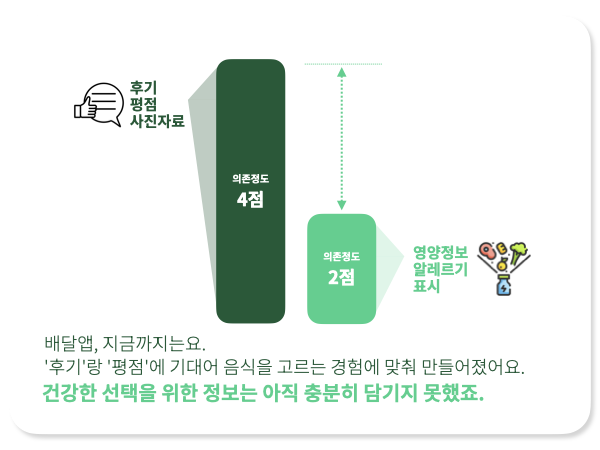 후기
평점
사진자료
의존정도
4점
의존정도
2점
영양정보
알레르기
표시
배달앱, 지금까지는요.
'후기'랑 '평점'에 기대어 음식을 고르는 경험에 맞춰 만들어졌어요.
건강한 선택을 위한 정보는 아직 충분히 담기지 못했죠.